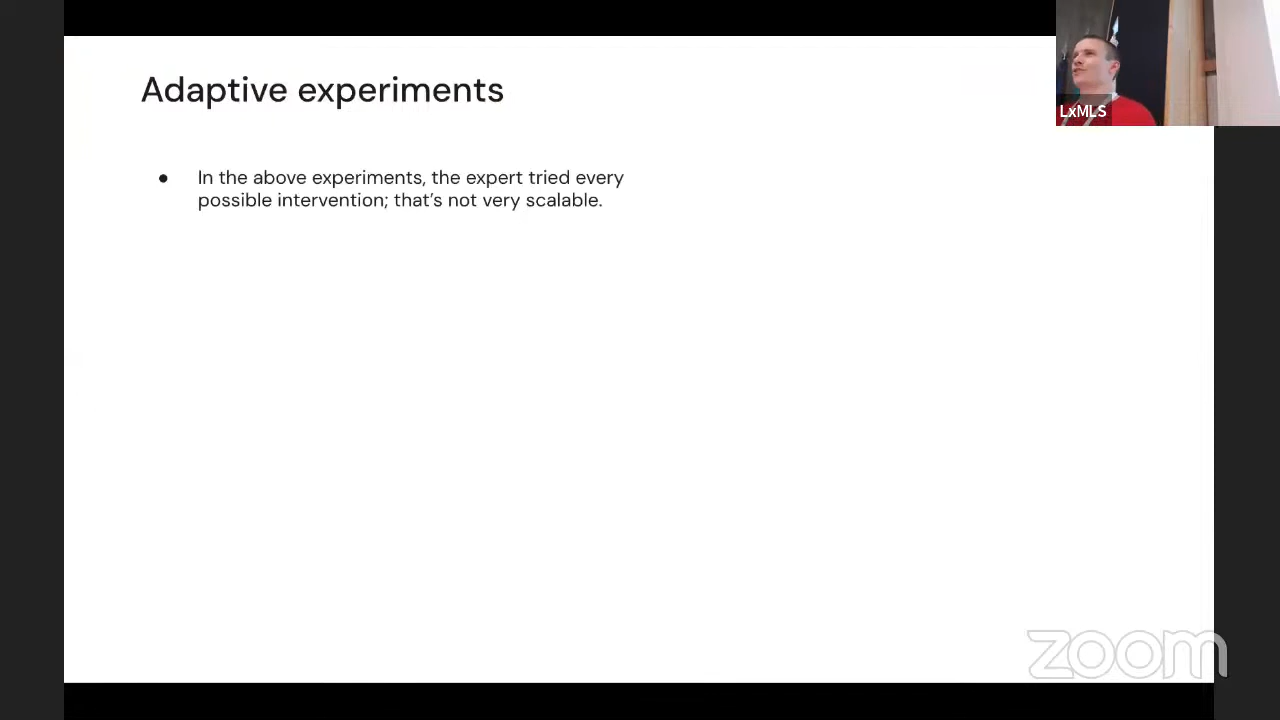 Adaptive experiments
LxMLS
● In the above experiments, the expert tried every
possible intervention; that's not very scalable.
zoom